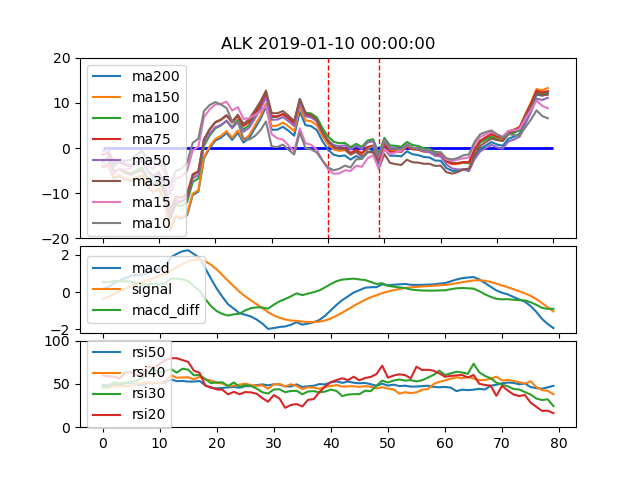 ALK 2019-01-10 00:00:00
20
10
0
−10
−20
ma200
ma150
ma100
ma75
ma50
ma35
ma15
ma10
2
0
−2
macd
signal
macd_diff
100
50
0
rsi50
rsi40
rsi30
rsi20
0 10 20 30 40 50 60 70 80